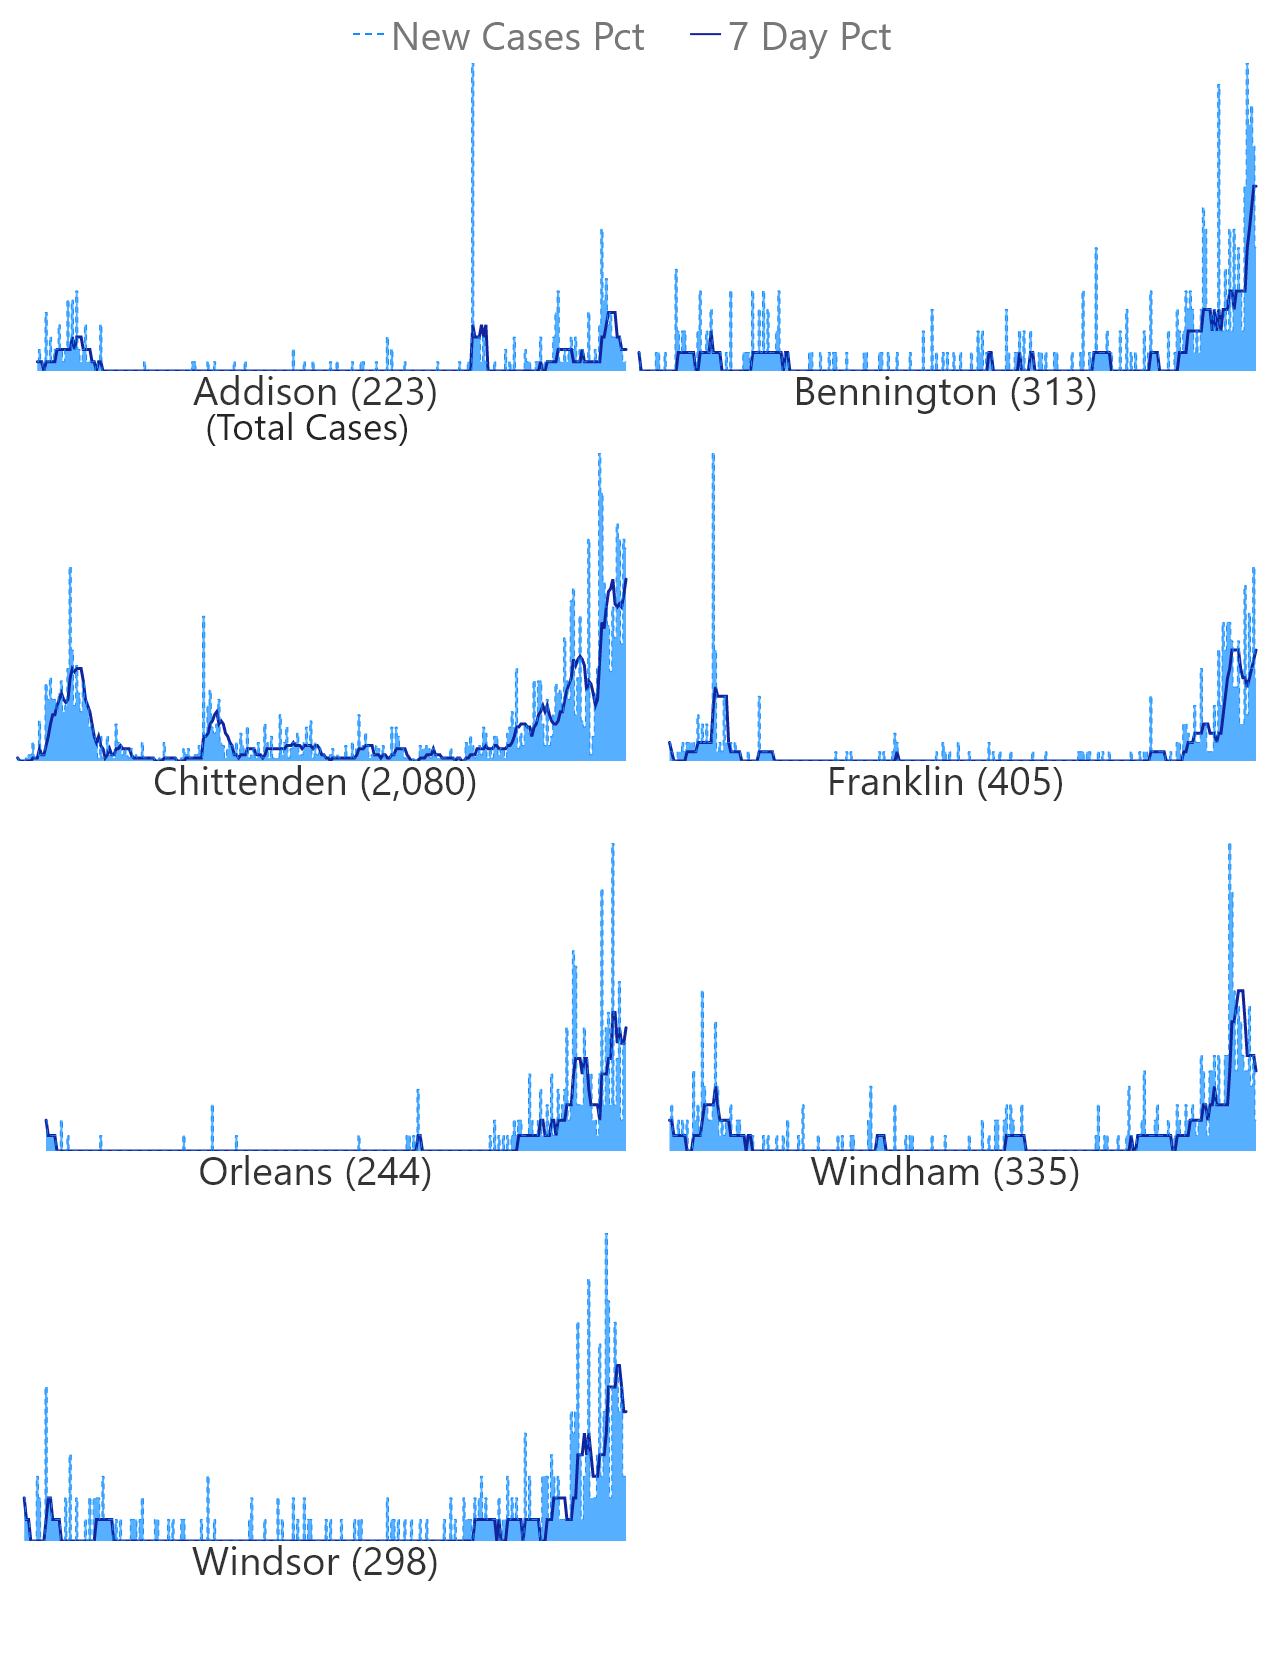 New Cases Pct 7 Day Pct
Addison (223) Bennington (313)
(Total Cases)
Chittenden (2,080) Franklin (405)
Orleans (244) Windham (335)
Windsor (298)